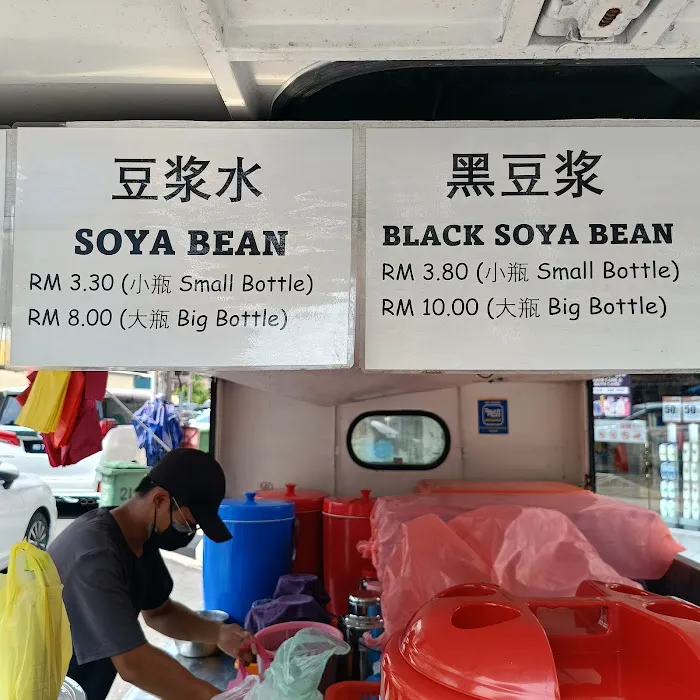 豆浆水
SOYA BEAN
RM 3.30 (小瓶 Small Bottle)
RM 8.00 (大瓶 Big Bottle)
黑豆浆
BLACK SOYA BEAN
RM 3.80 (小瓶 Small Bottle)
RM 10.00 (大瓶 Big Bottle)